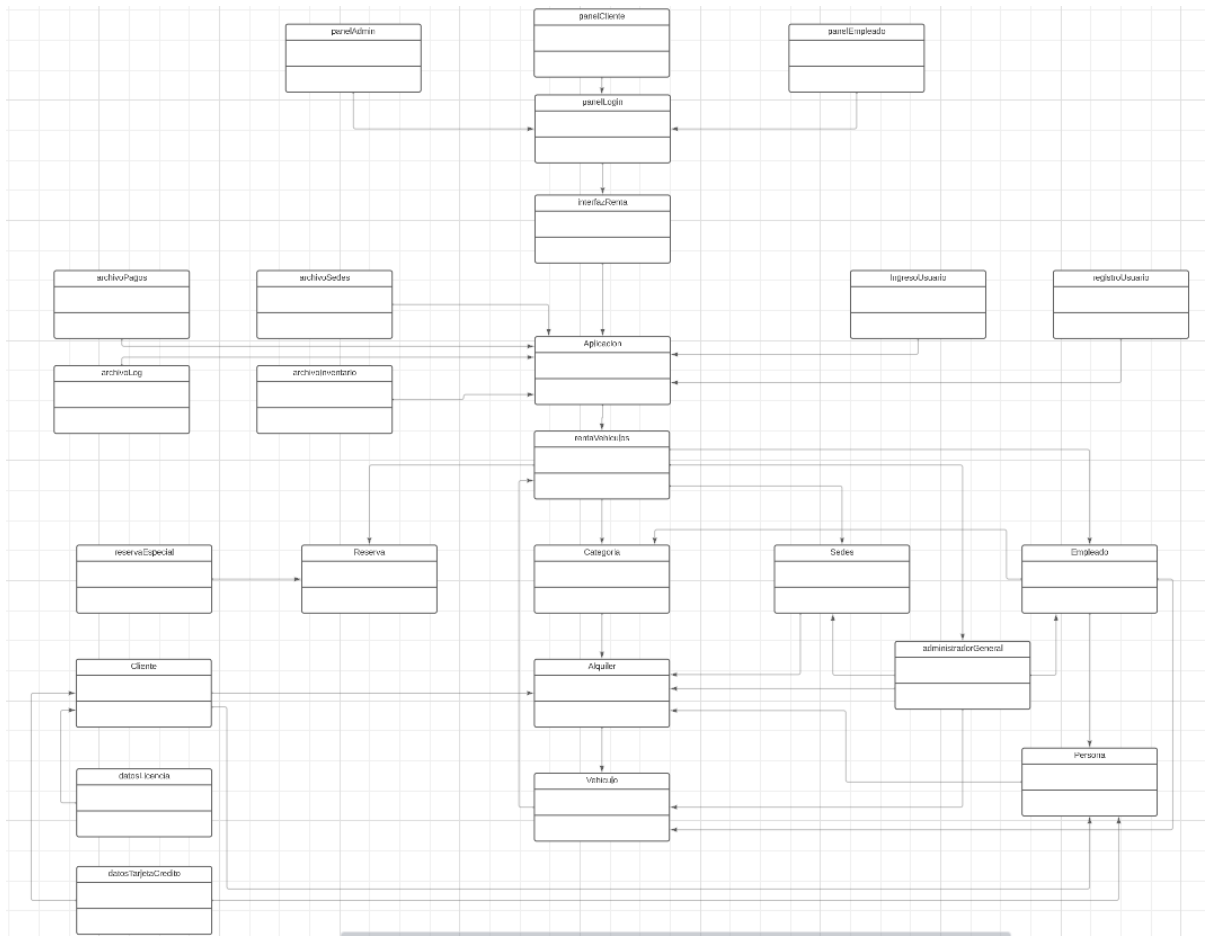 panelCliente
panelAdmin
panelEmpleado
panelLogin
interfazRenta
archivoPagos
archivoSedes
IngresoUsuario
registroUsuario
Aplicacion
archivoLog
archivoInventario
rentaVehiculos
reservaEspecial
Reserva
Categoria
Sedes
Empleado
administradorGeneral
Cliente
Alquiler
Persona
datosLicencia
Vehiculo
datosTarjetaCredito